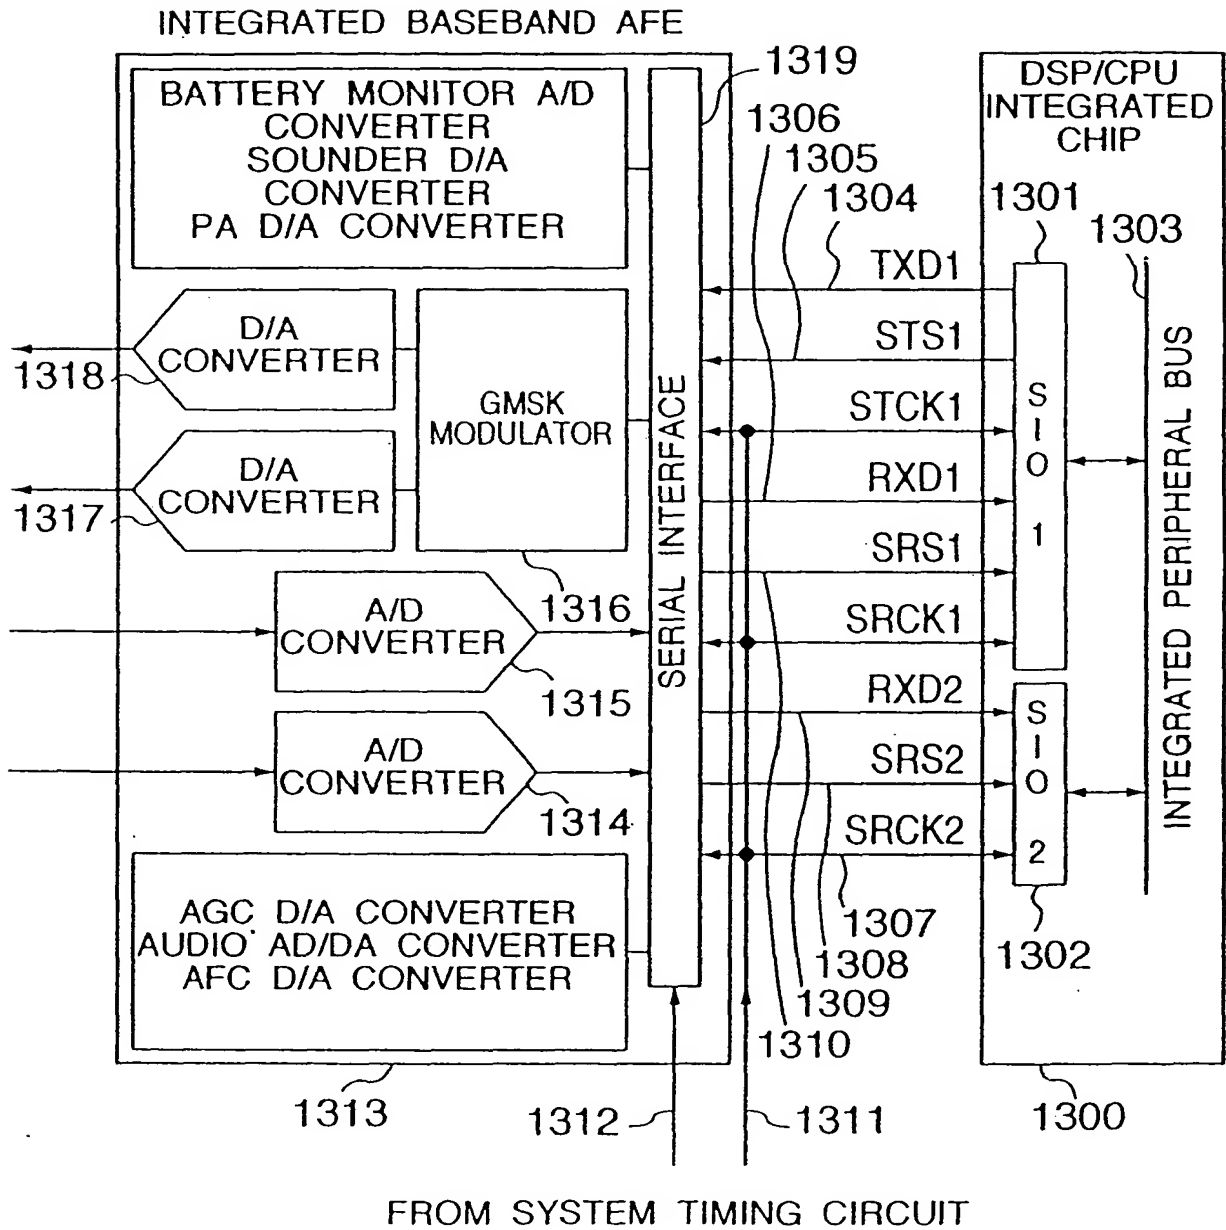 INTEGRATED BASEBAND AFE
BATTERY MONITOR A/D
CONVERTER
SOUNDER D/A
CONVERTER
PA D/A CONVERTER
D/A
CONVERTER
1318
D/A
CONVERTER
1317
GMSK
MODULATOR
1316
A/D
CONVERTER
1315
A/D
CONVERTER
1314
AGC D/A CONVERTER
AUDIO AD/DA CONVERTER
AFC D/A CONVERTER
1313
SERIAL INTERFACE
1319
1306
1305
1304
TXD1
STS1
STCK1
RXD1
SRS1
SRCK1
RXD2
SRS2
SRCK2
1307
1308
1309
1310
1312
1311
DSP/CPU
INTEGRATED
CHIP
1301
1303
SIO 1
SIO 2
1302
INTEGRATED PERIPHERAL BUS
1300
FROM SYSTEM TIMING CIRCUIT